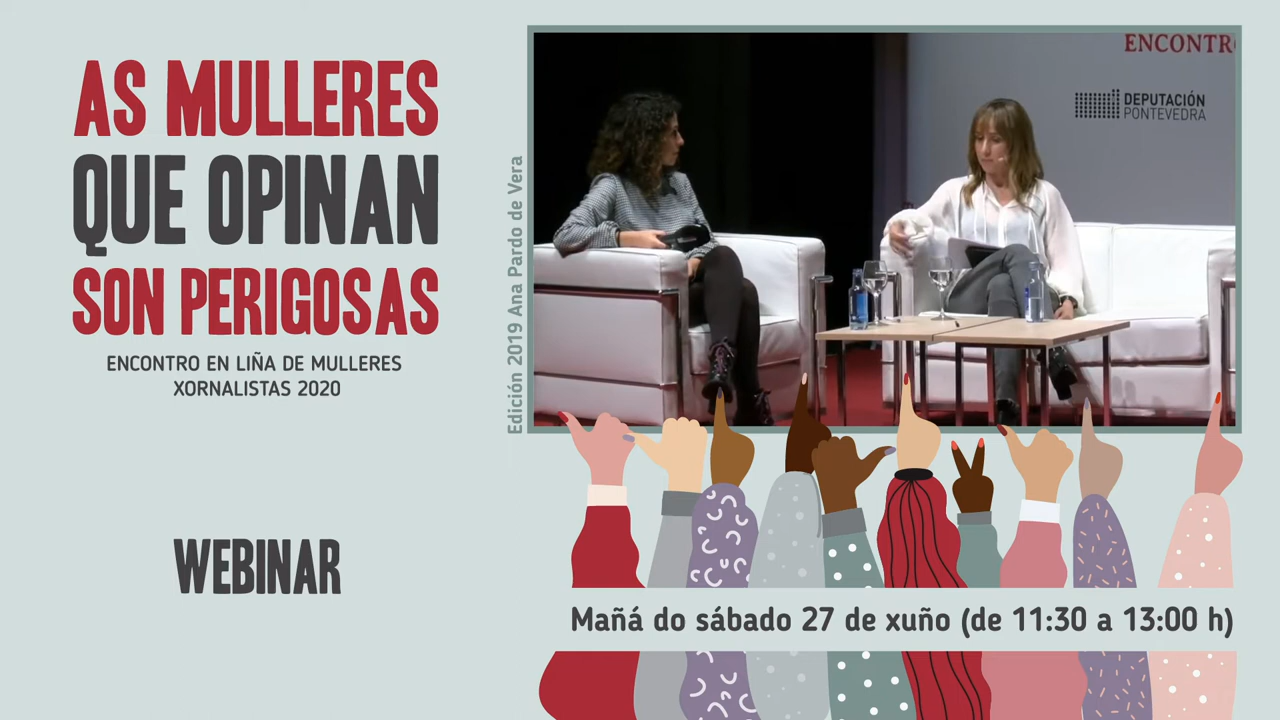 AS MULLERES
QUE OPINAN
SON PERIGOSAS
ENCONTRO EN LIÑA DE MULLERES
XORNALISTAS 2020
WEBINAR
Edición 2019 Ana Pardo de Vera
ENCONTR
DEPUTACIÓN
PONTEVEDRA
Mañá do sábado 27 de xuño (de 11:30 a 13:00 h)